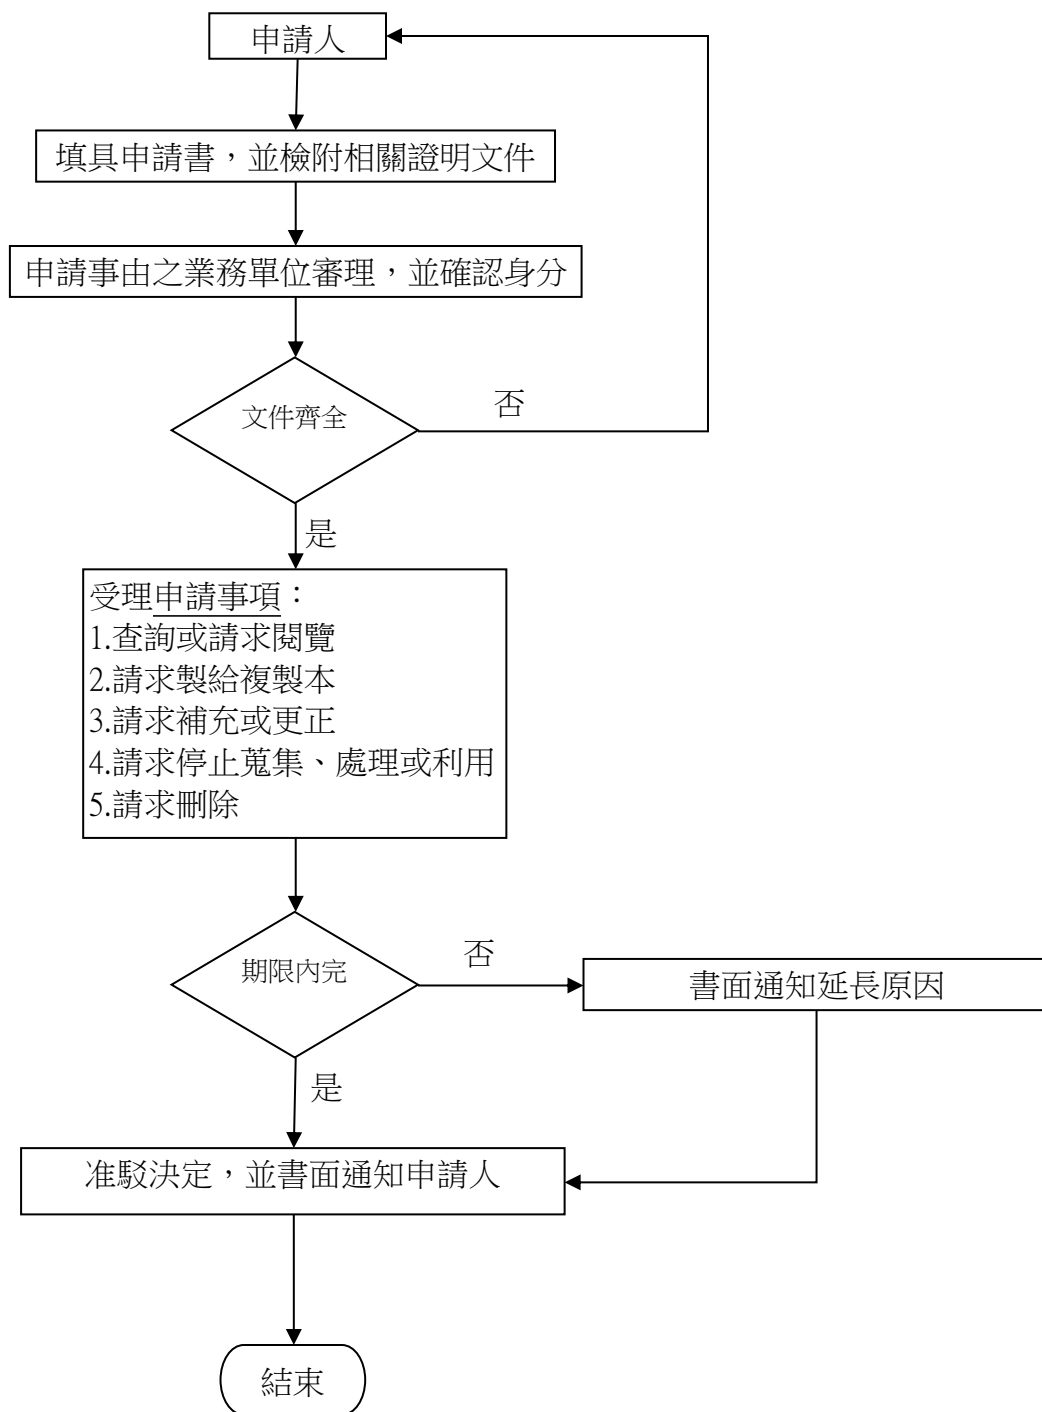 申請人
填具申請書，並檢附相關證明文件
申請事由之業務單位審理，並確認身分
文件齊全
否
是
受理申請事項：
1.查詢或請求閱覽
2.請求製給複製本
3.請求補充或更正
4.請求停止蒐集、處理或利用
5.請求刪除
期限內完
否
書面通知延長原因
是
准駁決定，並書面通知申請人
結束